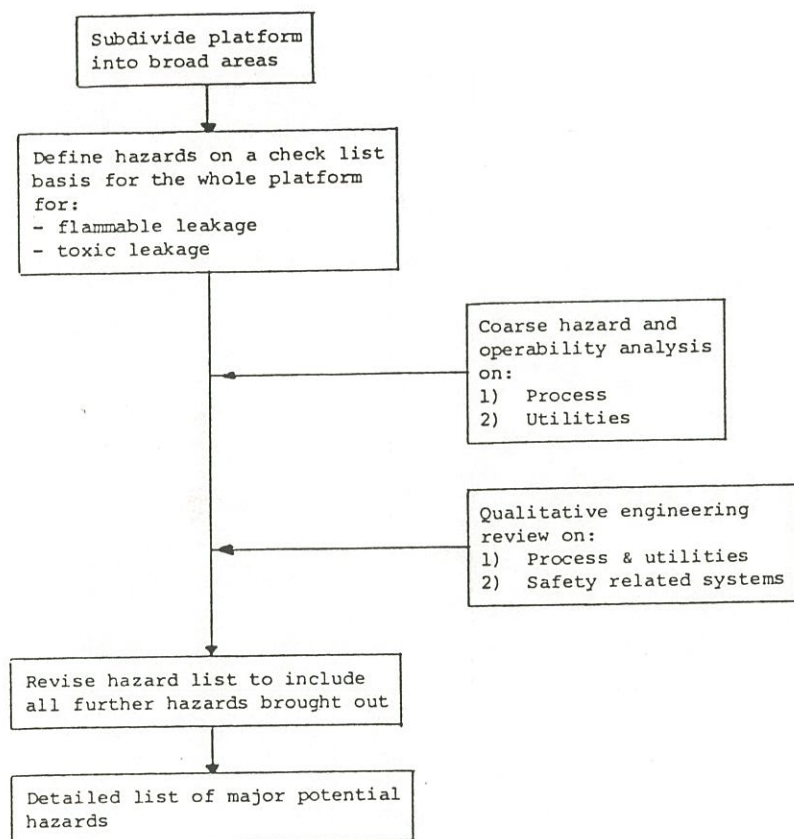 Subdivide platform
into broad areas
Define hazards on a check list
basis for the whole platform
for:
- flammable leakage
- toxic leakage
Coarse hazard and
operability analysis
on:
1) Process
2) Utilities
Qualitative engineering
review on:
1) Process & utilities
2) Safety related systems
Revise hazard list to include
all further hazards brought out
Detailed list of major potential
hazards